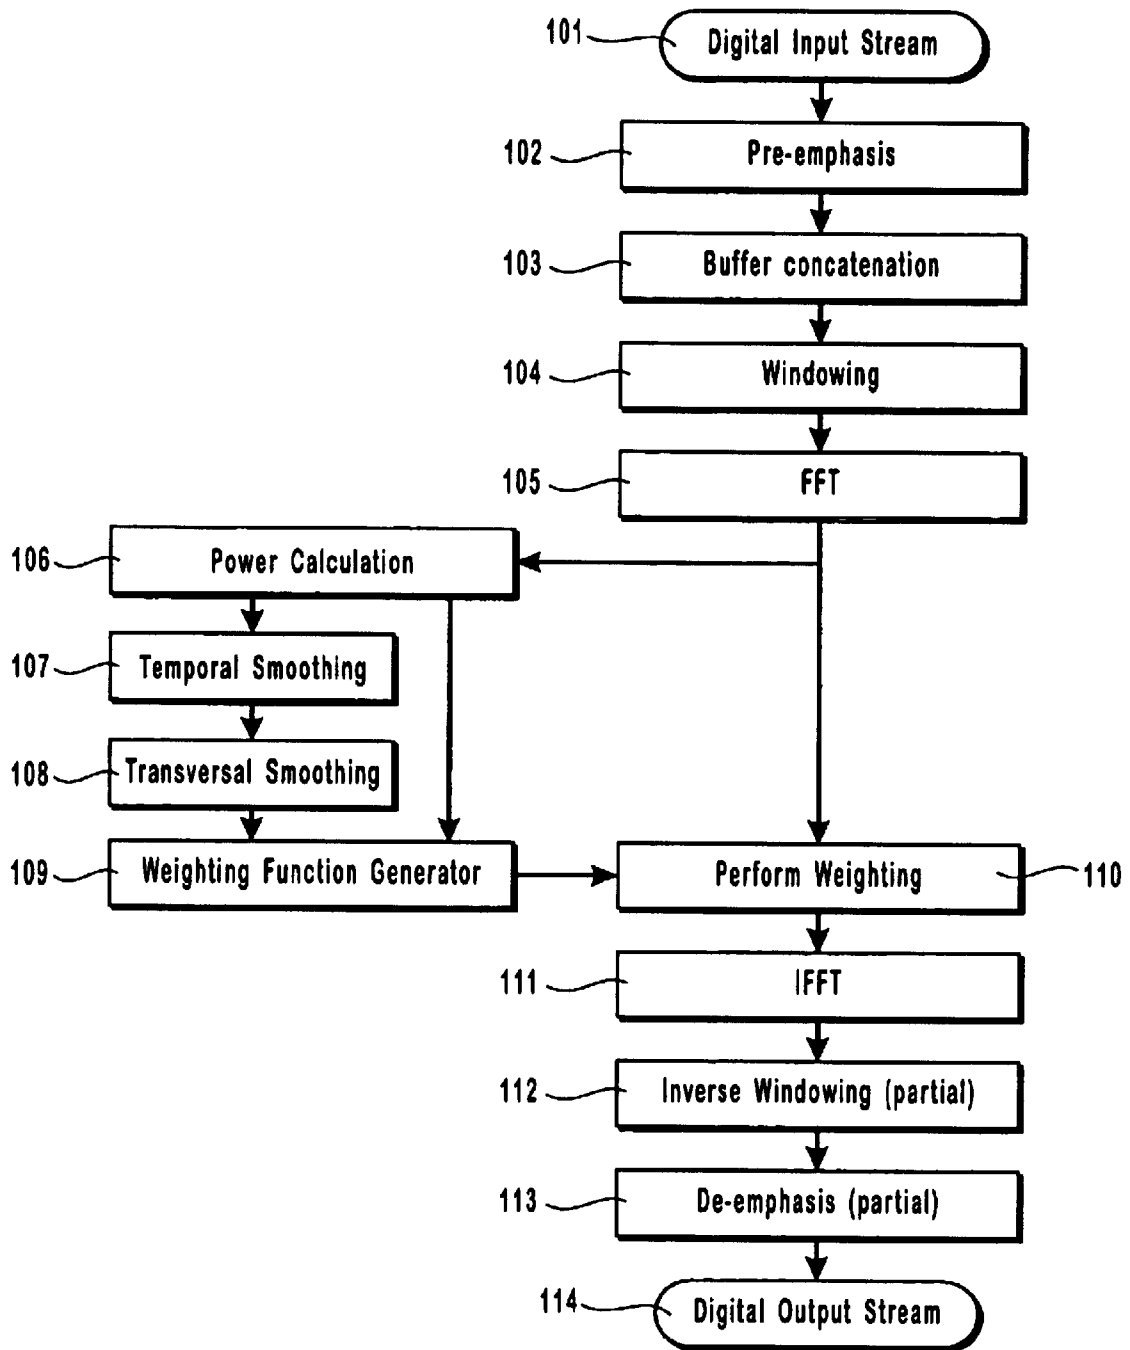 101 Digital Input Stream
102 Pre-emphasis
103 Buffer concatenation
104 Windowing
105 FFT
106 Power Calculation
107 Temporal Smoothing
108 Transversal Smoothing
109 Weighting Function Generator
Perform Weighting 110
111 IFFT
112 Inverse Windowing (partial)
113 De-emphasis (partial)
114 Digital Output Stream